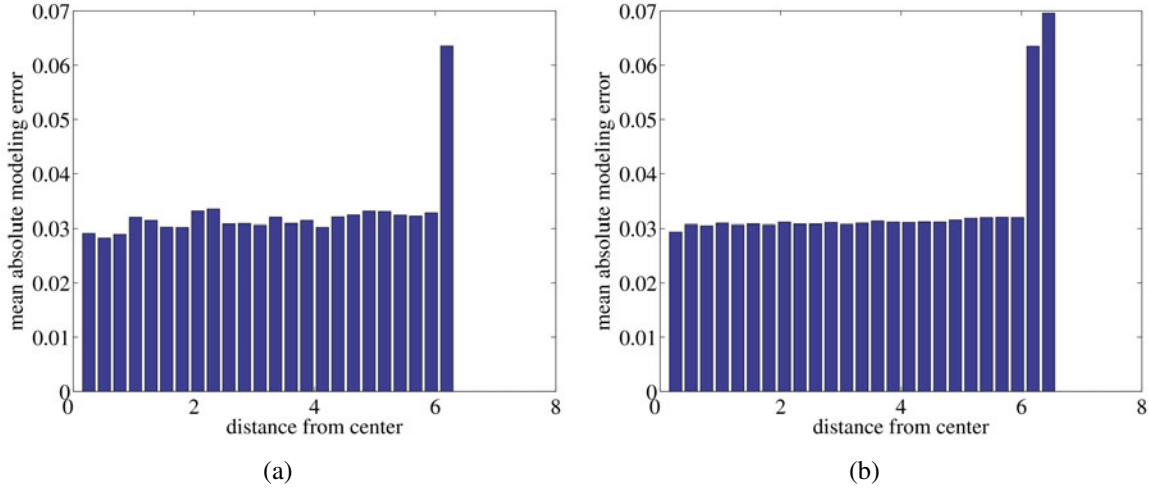 0.07
0.06
0.05
0.04
0.03
0.02
0.01
0
mean absolute modeling error
0 2 4 6 8
distance from center
(a)
0.07
0.06
0.05
0.04
0.03
0.02
0.01
0
mean absolute modeling error
0 2 4 6 8
distance from center
(b)